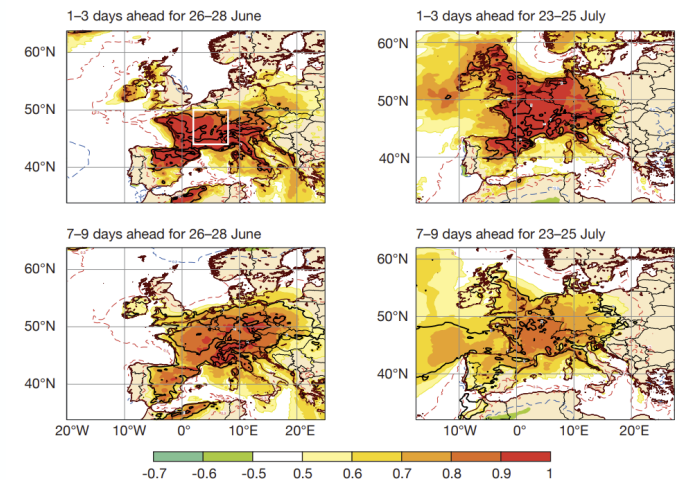 1–3 days ahead for 26–28 June
1–3 days ahead for 23–25 July
60°N
50°N
40°N
60°N
50°N
40°N
7–9 days ahead for 26–28 June
7–9 days ahead for 23–25 July
60°N
50°N
40°N
60°N
50°N
40°N
20°W 10°W 0° 10°E 20°E
10°W 0° 10°E 20°E
-0.7 -0.6 -0.5 0.5 0.6 0.7 0.8 0.9 1